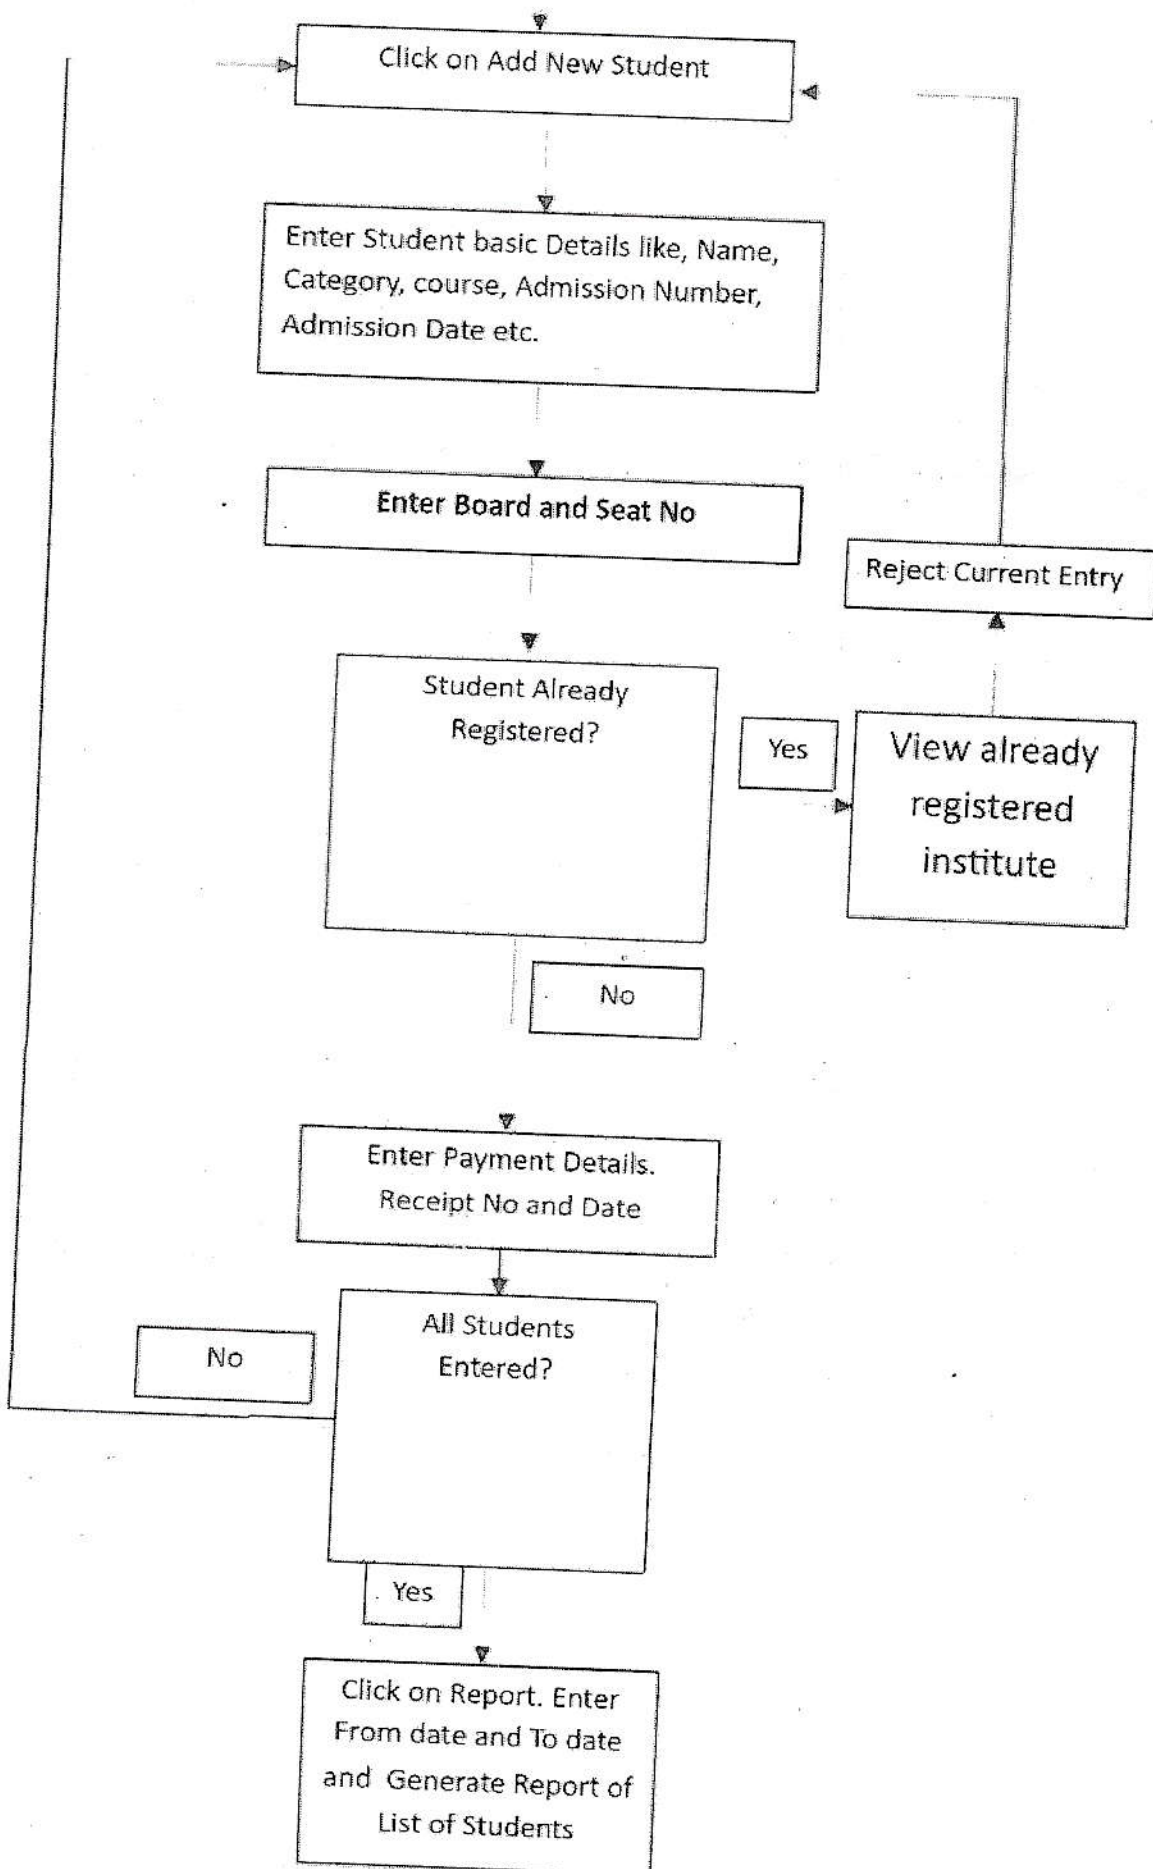 Click on Add New Student
Enter Student basic Details like, Name,
Category, course, Admission Number,
Admission Date etc.
Enter Board and Seat No
Reject Current Entry
Student Already
Registered?
Yes
View already
registered
institute
No
Enter Payment Details.
Receipt No and Date
All Students
Entered?
No
Yes
Click on Report. Enter
From date and To date
and Generate Report of
List of Students